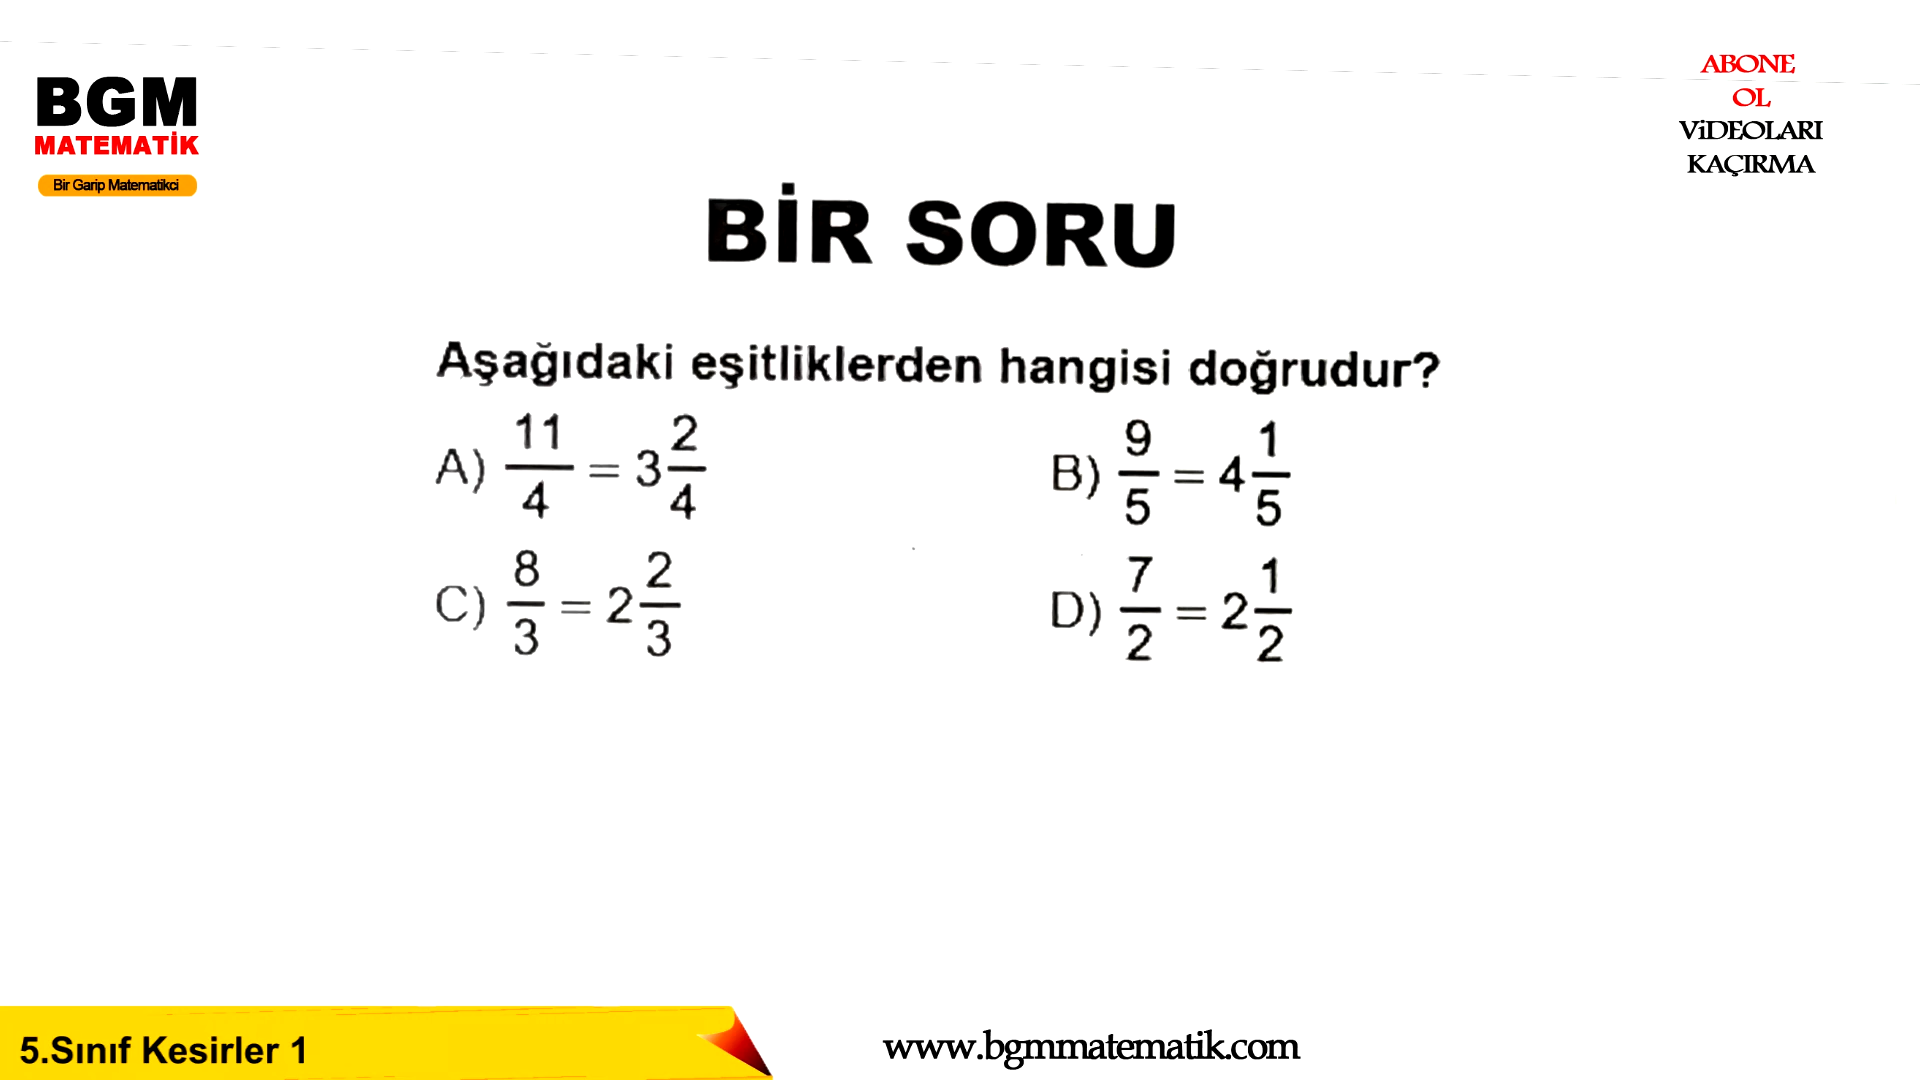 BGM
MATEMATİK
Bir Garip Matematikci
ABONE
OL
ViDEOLARI
KAÇIRMA
BİR SORU
Aşağıdaki eşitliklerden hangisi doğrudur?
A) 11/4 = 3 2/4
B) 9/5 = 4 1/5
C) 8/3 = 2 2/3
D) 7/2 = 2 1/2
5.Sınıf Kesirler 1
www.bgmmatematik.com